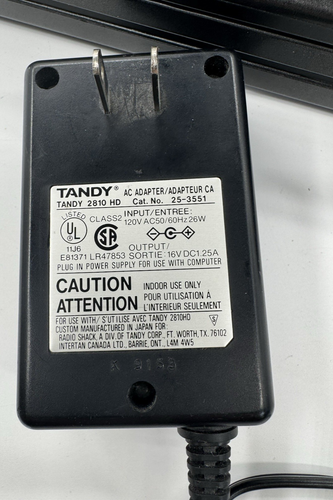 TANDY® AC ADAPTER/ADAPTEUR CA
TANDY 2810 HD Cat. No. 25-3551
LISTED UL 11J6
CLASS2 INPUT/ENTREE:
120V AC50/60Hz26W
OUTPUT/
E81371 LR47853 SORTIE:16V DC1.25A
PLUG IN POWER SUPPLY FOR USE WITH COMPUTER
CAUTION INDOOR USE ONLY
ATTENTION POUR UTILISATION À
L'INTERIEUR SEULEMENT
FOR USE WITH/S'UTILISE AVEC TANDY 2810HD
CUSTOM MANUFACTURED IN JAPAN FOR
RADIO SHACK, A DIV. OF TANDY CORP., FT. WORTH, TX. 76102
INTERTAN CANADA LTD., BARRIE, ONT., L4M 4W5